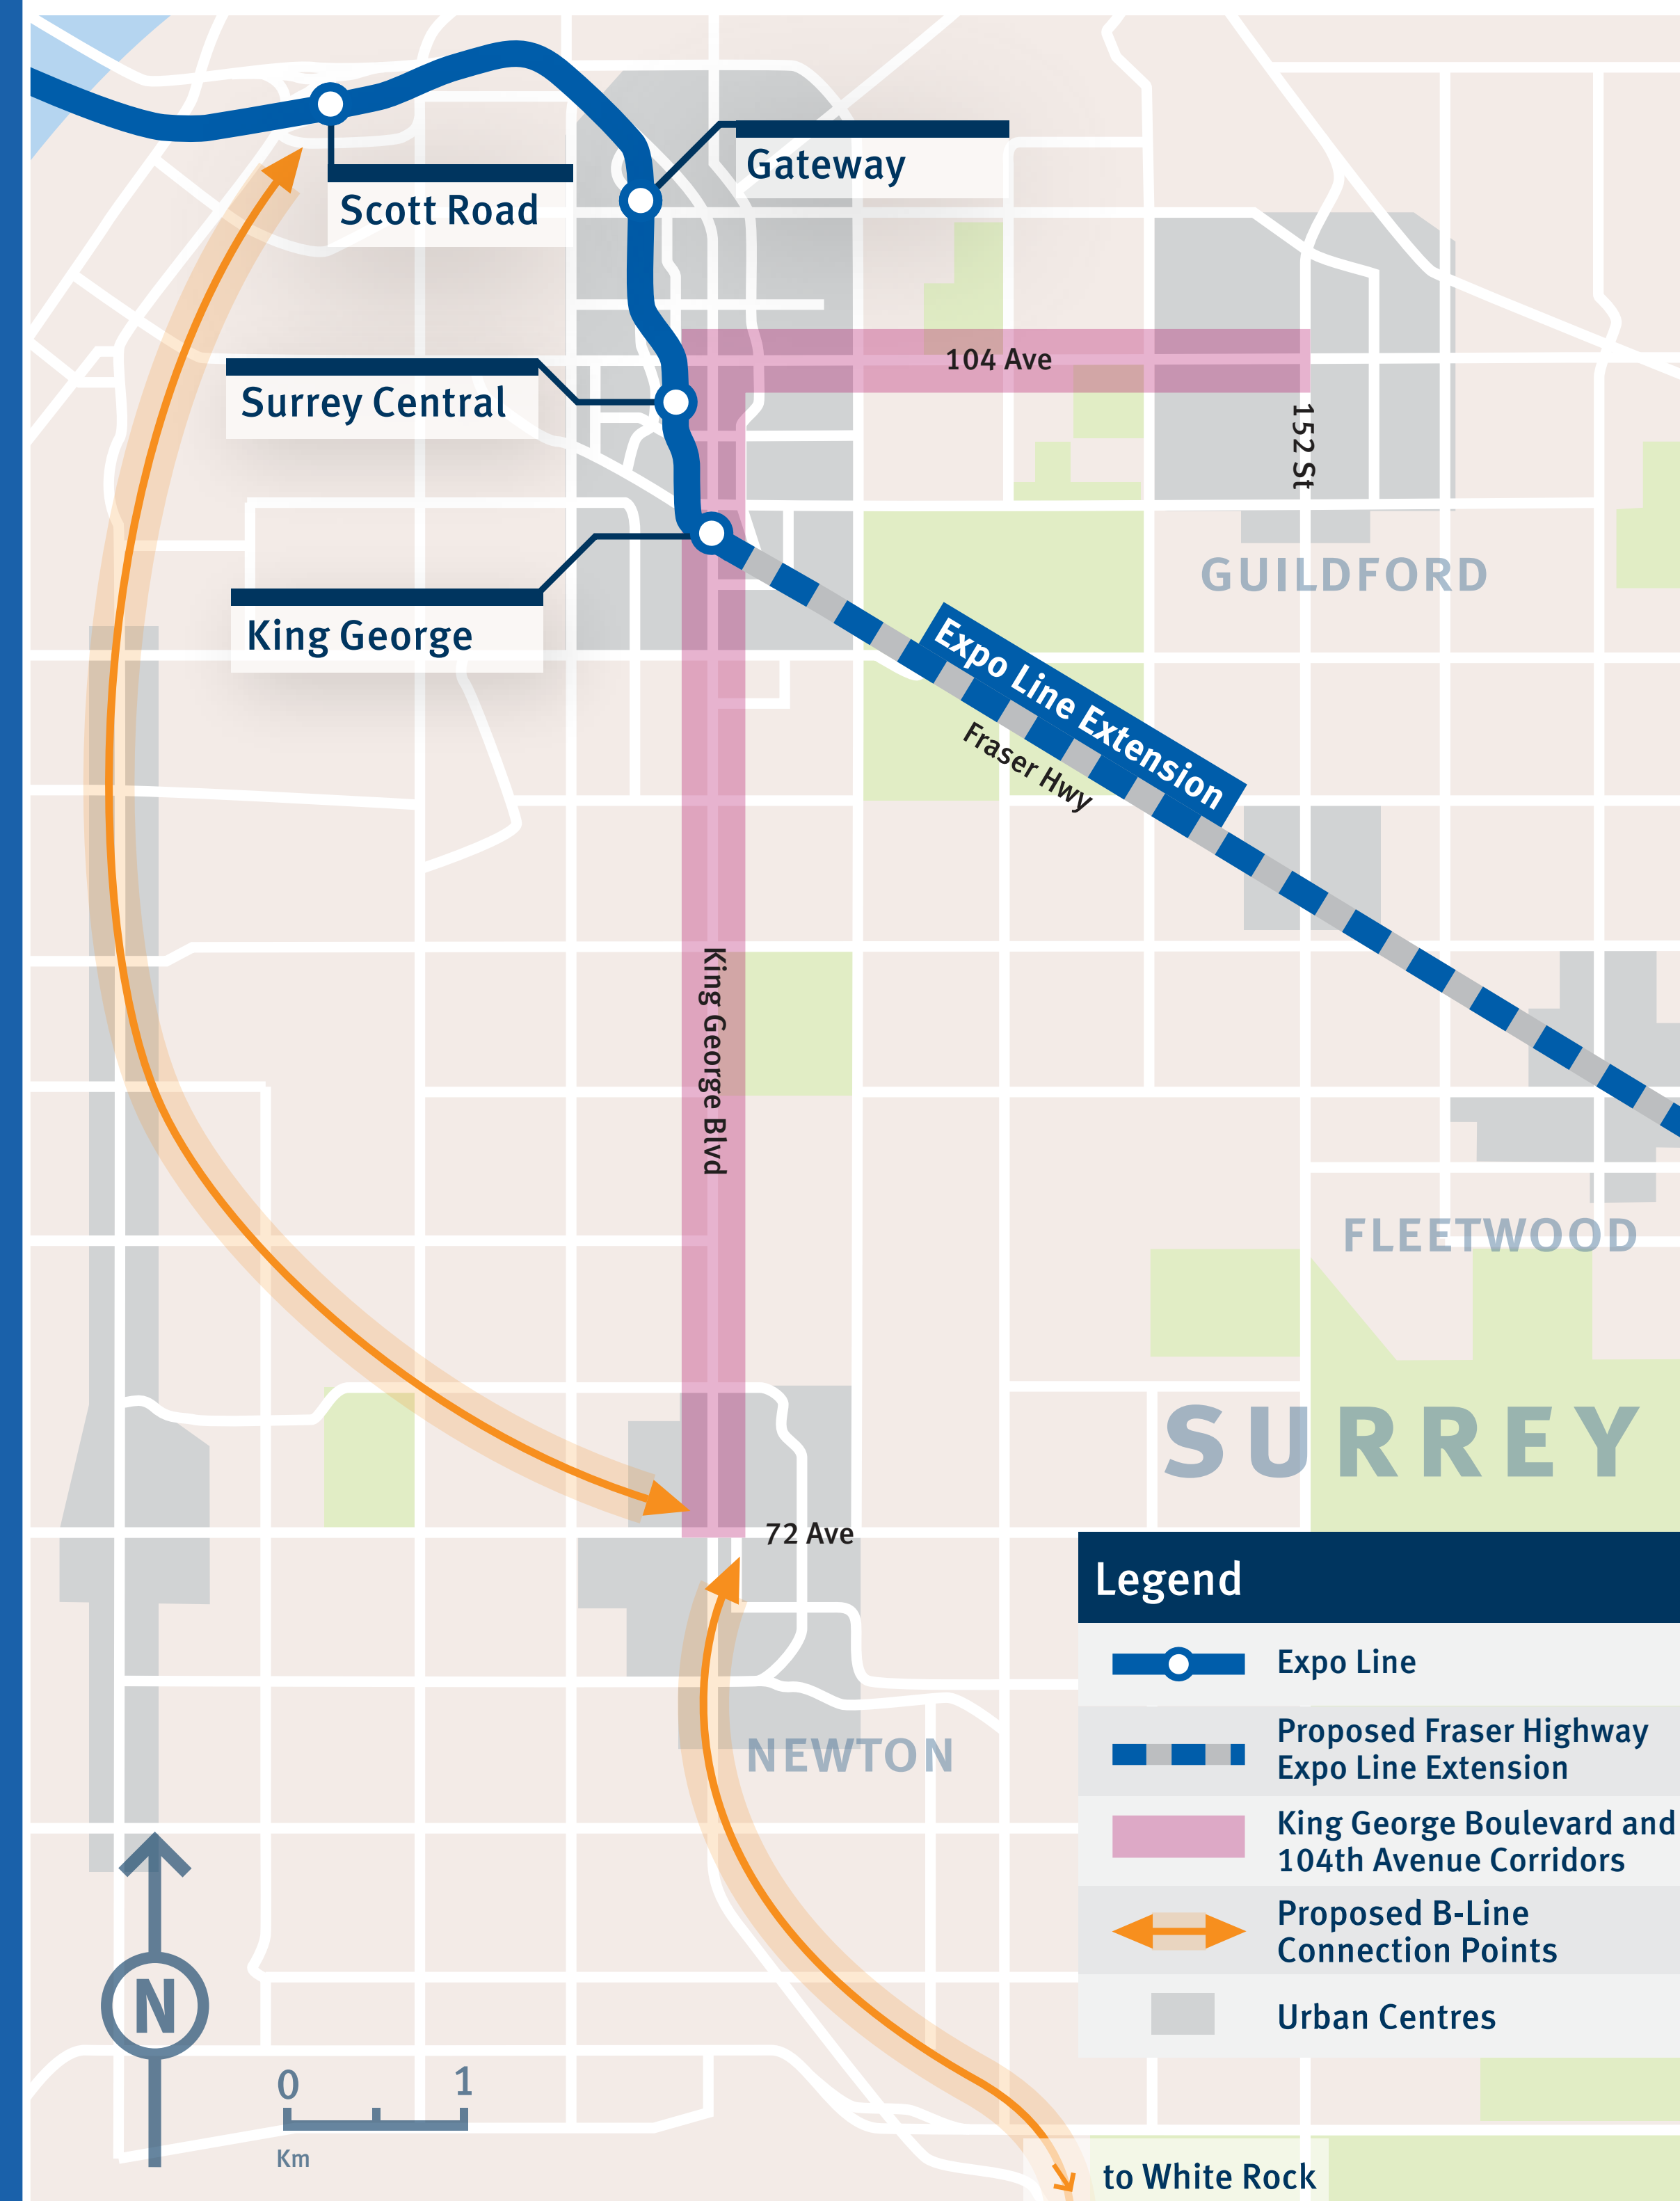 Gateway
Scott Road
104 Ave
Surrey Central
152 St
GUILDFORD
King George
Expo Line Extension
Fraser Hwy
King George Blvd
FLEETWOOD
SURREY
72 Ave
NEWTON
Legend
Expo Line
Proposed Fraser Highway
Expo Line Extension
King George Boulevard and
104th Avenue Corridors
Proposed B-Line
Connection Points
Urban Centres
N
0 1
Km
to White Rock